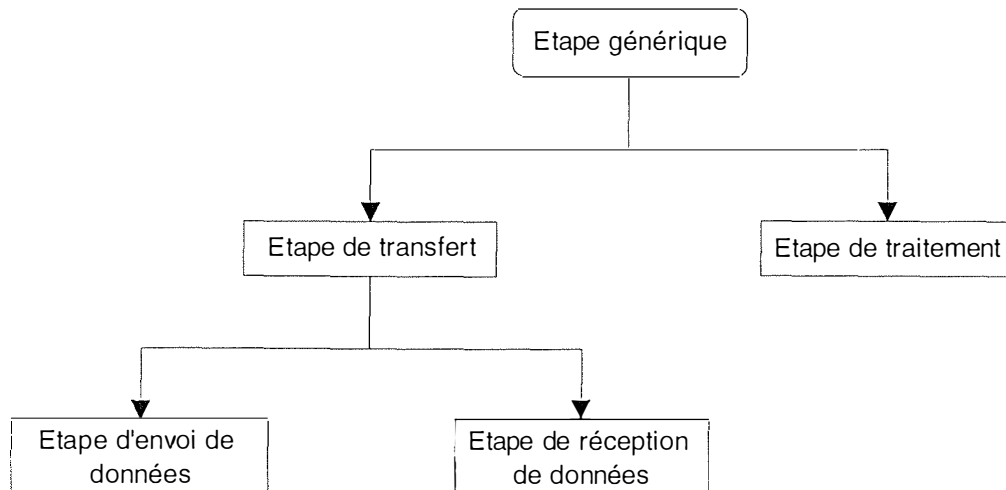 Etape générique
Etape de transfert
Etape de traitement
Etape d'envoi de
données
Etape de réception
de données